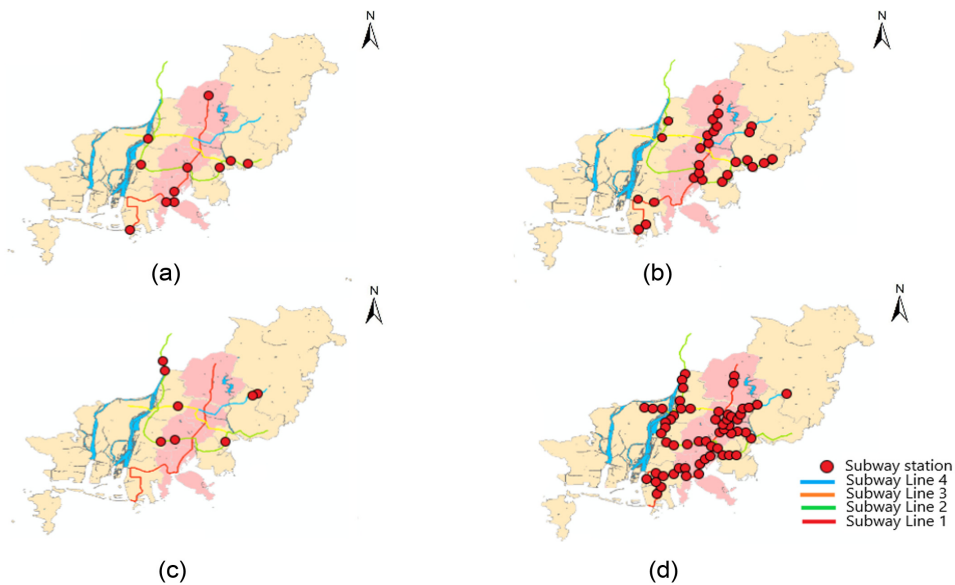 N
N
(a)
(b)
N
N
Subway station
Subway Line 4
Subway Line 3
Subway Line 2
Subway Line 1
(c)
(d)